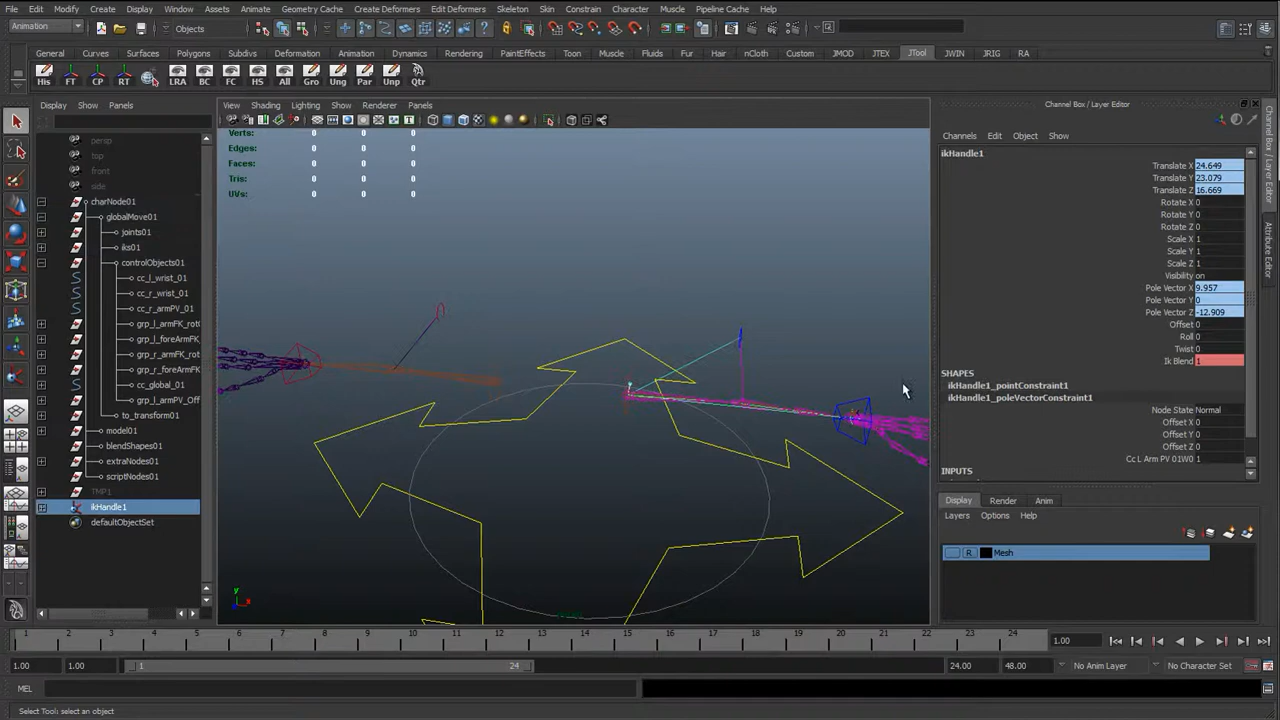 File Edit Modify Create Display Window Assets Animate Geometry Cache Create Deformers Edit Deformers Skeleton Skin Constrain Character Muscle Pipeline Cache Help
Animation Objects
General Curves Surfaces Polygons Subdivs Deformation Animation Dynamics Rendering PaintEffects Toon Muscle Fluids Fur Hair nCloth Custom JMOD JTEX JTool JWIN JRIG RA
His FT CP RT LRA BC FC HS All Gro Ung Par Unp Qtr
Display Show Panels
View Shading Lighting Show Renderer Panels
Channel Box / Layer Editor
Channels Edit Object Show
persp
top
front
side
charNode01
globalMove01
joints01
iks01
controlObjects01
cc_l_wrist_01
cc_r_wrist_01
cc_r_armPV_01
grp_l_armFK_rot
grp_l_foreArmFK_
grp_r_armFK_rot
grp_r_foreArmFK_
cc_global_01
grp_l_armPV_Off
to_transform01
model01
blendShapes01
extraNodes01
scriptNodes01
TMP1
ikHandle1
defaultObjectSet
Verts: 0 0 0
Edges: 0 0 0
Faces: 0 0 0
Tris: 0 0 0
UVs: 0 0 0
y
x
ikHandle1
Translate X 24.649
Translate Y 23.079
Translate Z 16.669
Rotate X 0
Rotate Y 0
Rotate Z 0
Scale X 1
Scale Y 1
Scale Z 1
Visibility on
Pole Vector X 9.957
Pole Vector Y 0
Pole Vector Z -12.909
Offset 0
Roll 0
Twist 0
Ik Blend 1
SHAPES
ikHandle1_pointConstraint1
ikHandle1_poleVectorConstraint1
Node State Normal
Offset X 0
Offset Y 0
Offset Z 0
Cc L Arm PV 01W0 1
INPUTS
Display Render Anim
Layers Options Help
R Mesh
Channel Box / Layer Editor
Attribute Editor
1 2 3 4 5 6 7 8 9 10 11 12 13 14 15 16 17 18 19 20 21 22 23 24 1.00
1.00 1.00 1 24 24.00 48.00 No Anim Layer No Character Set
MEL
Select Tool: select an object